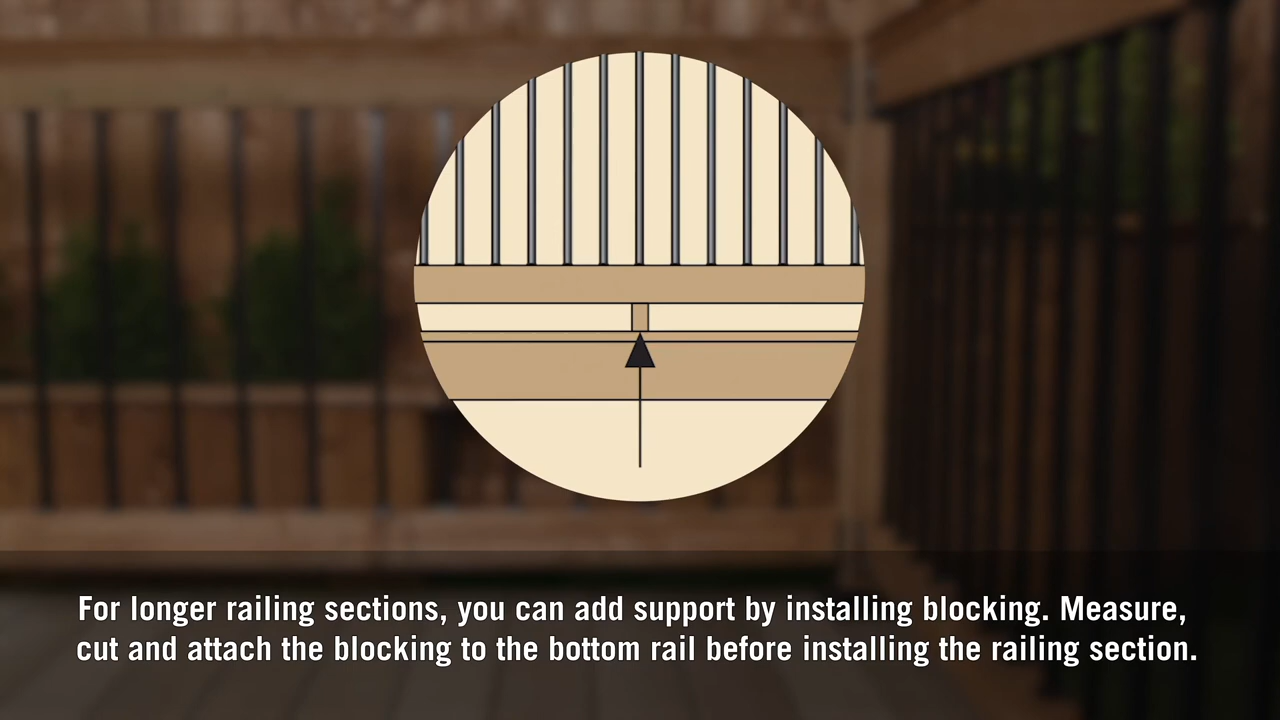 For longer railing sections, you can add support by installing blocking. Measure,
cut and attach the blocking to the bottom rail before installing the railing section.